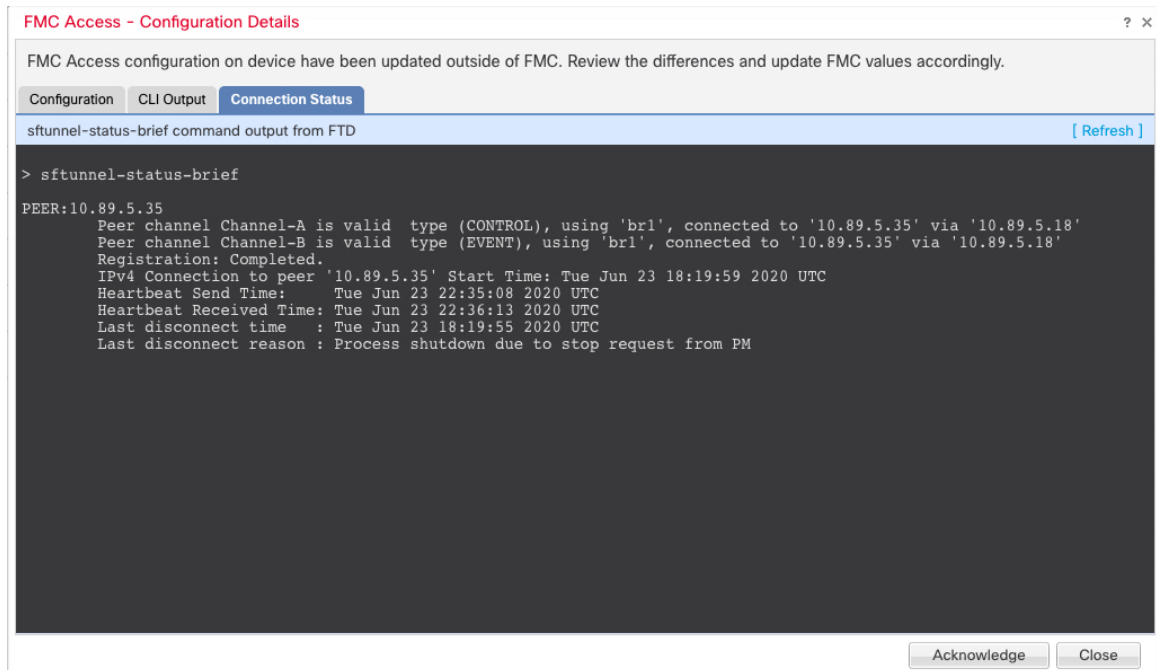 FMC Access - Configuration Details ? ×
FMC Access configuration on device have been updated outside of FMC. Review the differences and update FMC values accordingly.
Configuration CLI Output Connection Status
sftunnel-status-brief command output from FTD [ Refresh ]
> sftunnel-status-brief
PEER:10.89.5.35
Peer channel Channel-A is valid  type (CONTROL), using 'br1', connected to '10.89.5.35' via '10.89.5.18'
Peer channel Channel-B is valid  type (EVENT), using 'br1', connected to '10.89.5.35' via '10.89.5.18'
Registration: Completed.
IPv4 Connection to peer '10.89.5.35' Start Time: Tue Jun 23 18:19:59 2020 UTC
Heartbeat Send Time:     Tue Jun 23 22:35:08 2020 UTC
Heartbeat Received Time: Tue Jun 23 22:36:13 2020 UTC
Last disconnect time   : Tue Jun 23 18:19:55 2020 UTC
Last disconnect reason : Process shutdown due to stop request from PM
Acknowledge Close